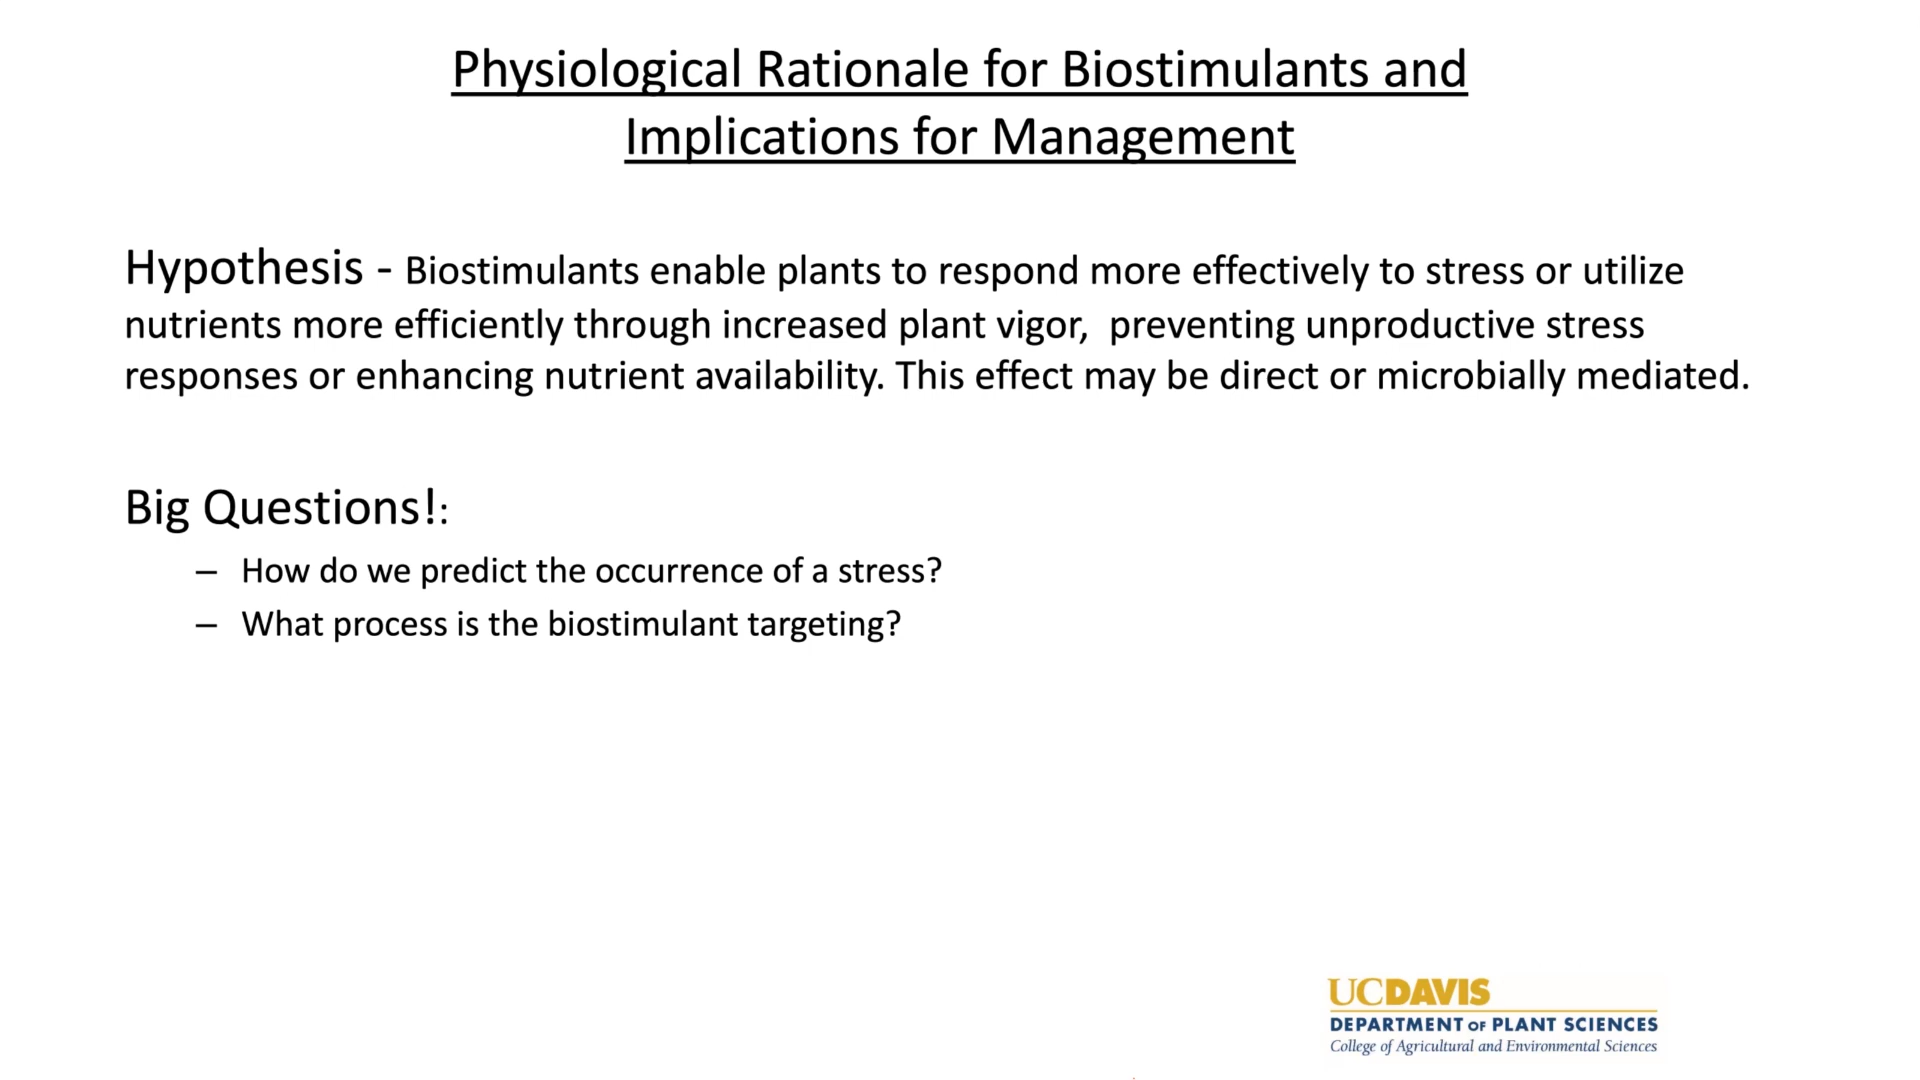 Physiological Rationale for Biostimulants and
Implications for Management
Hypothesis - Biostimulants enable plants to respond more effectively to stress or utilize
nutrients more efficiently through increased plant vigor,  preventing unproductive stress
responses or enhancing nutrient availability. This effect may be direct or microbially mediated.
Big Questions!:
– How do we predict the occurrence of a stress?
– What process is the biostimulant targeting?
UCDAVIS
DEPARTMENT OF PLANT SCIENCES
College of Agricultural and Environmental Sciences